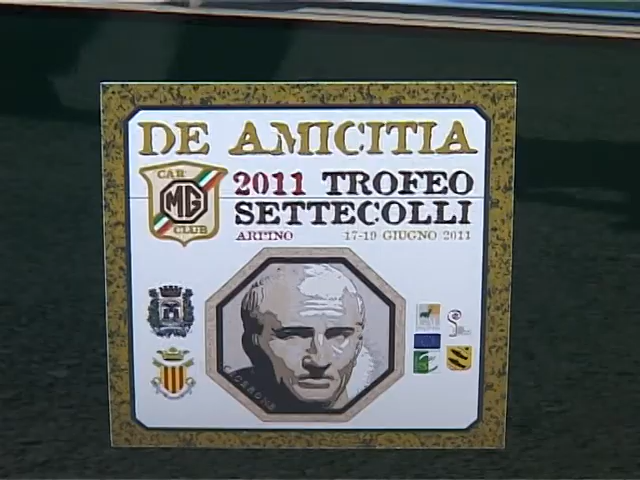 DE AMICITIA
CAR
MG
CLUB
2011 TROFEO
SETTECOLLI
ARPINO 17-19 GIUGNO 2011
CICERONE